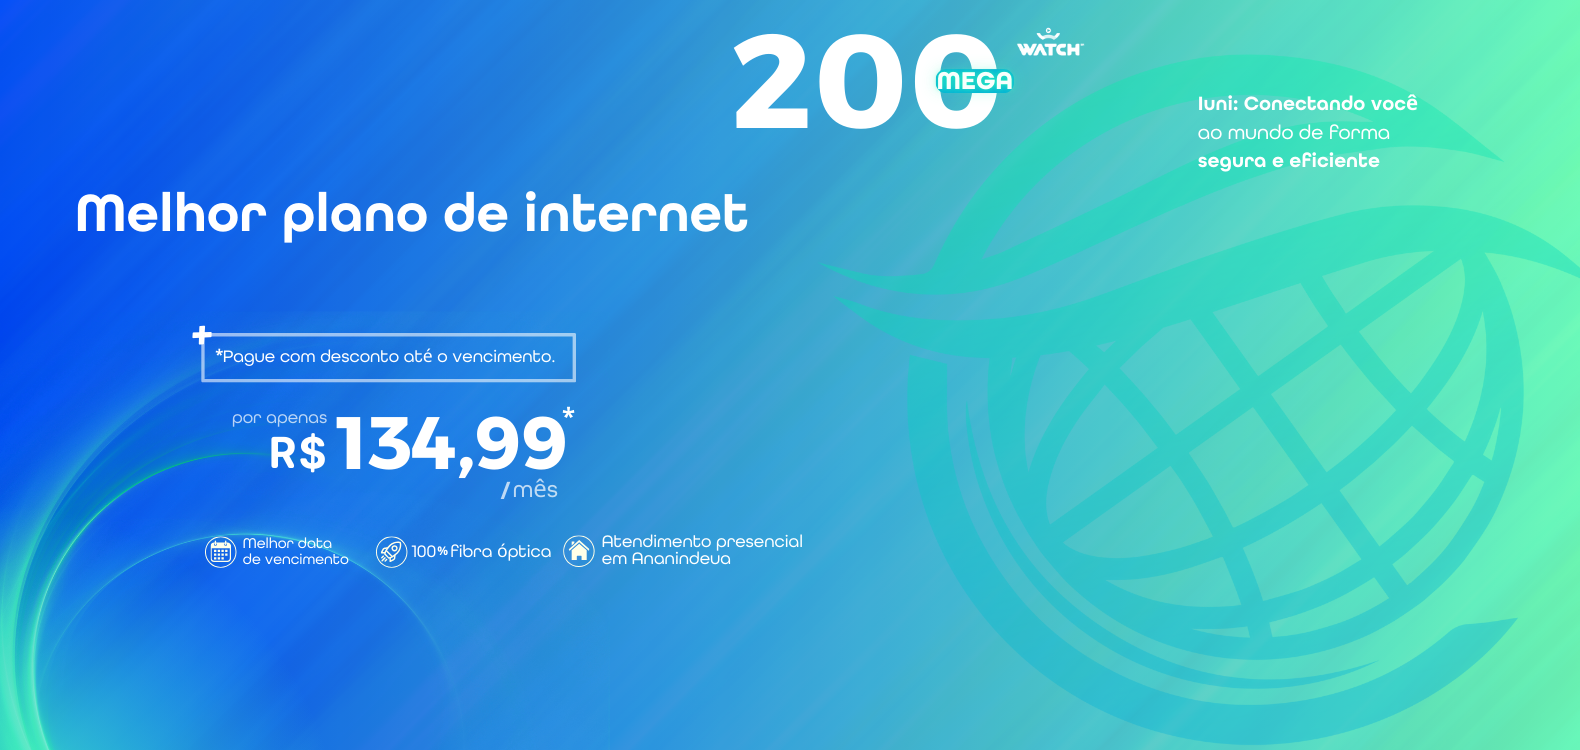 200
MEGA
WATCH
Iuni: Conectando você
ao mundo de forma
segura e eficiente
Melhor plano de internet
*Pague com desconto até o vencimento.
por apenas
R$ 134,99*
/mês
Melhor data
de vencimento
100% fibra óptica
Atendimento presencial
em Ananindeua